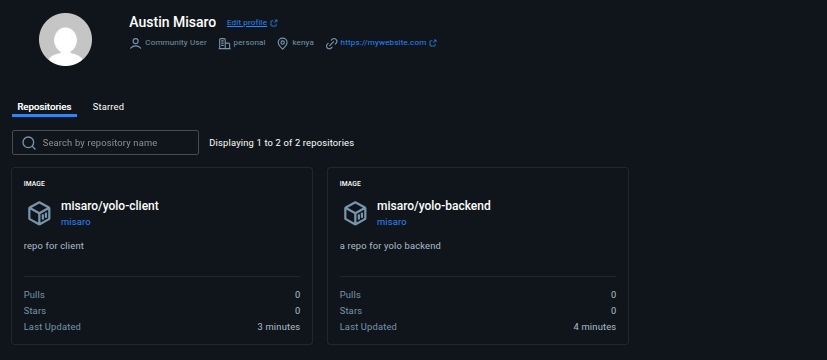 Austin Misaro Edit profile
Community User personal kenya https://mywebsite.com
Repositories Starred
Search by repository name Displaying 1 to 2 of 2 repositories
IMAGE
misaro/yolo-client
misaro
repo for client
Pulls 0
Stars 0
Last Updated 3 minutes
IMAGE
misaro/yolo-backend
misaro
a repo for yolo backend
Pulls 0
Stars 0
Last Updated 4 minutes